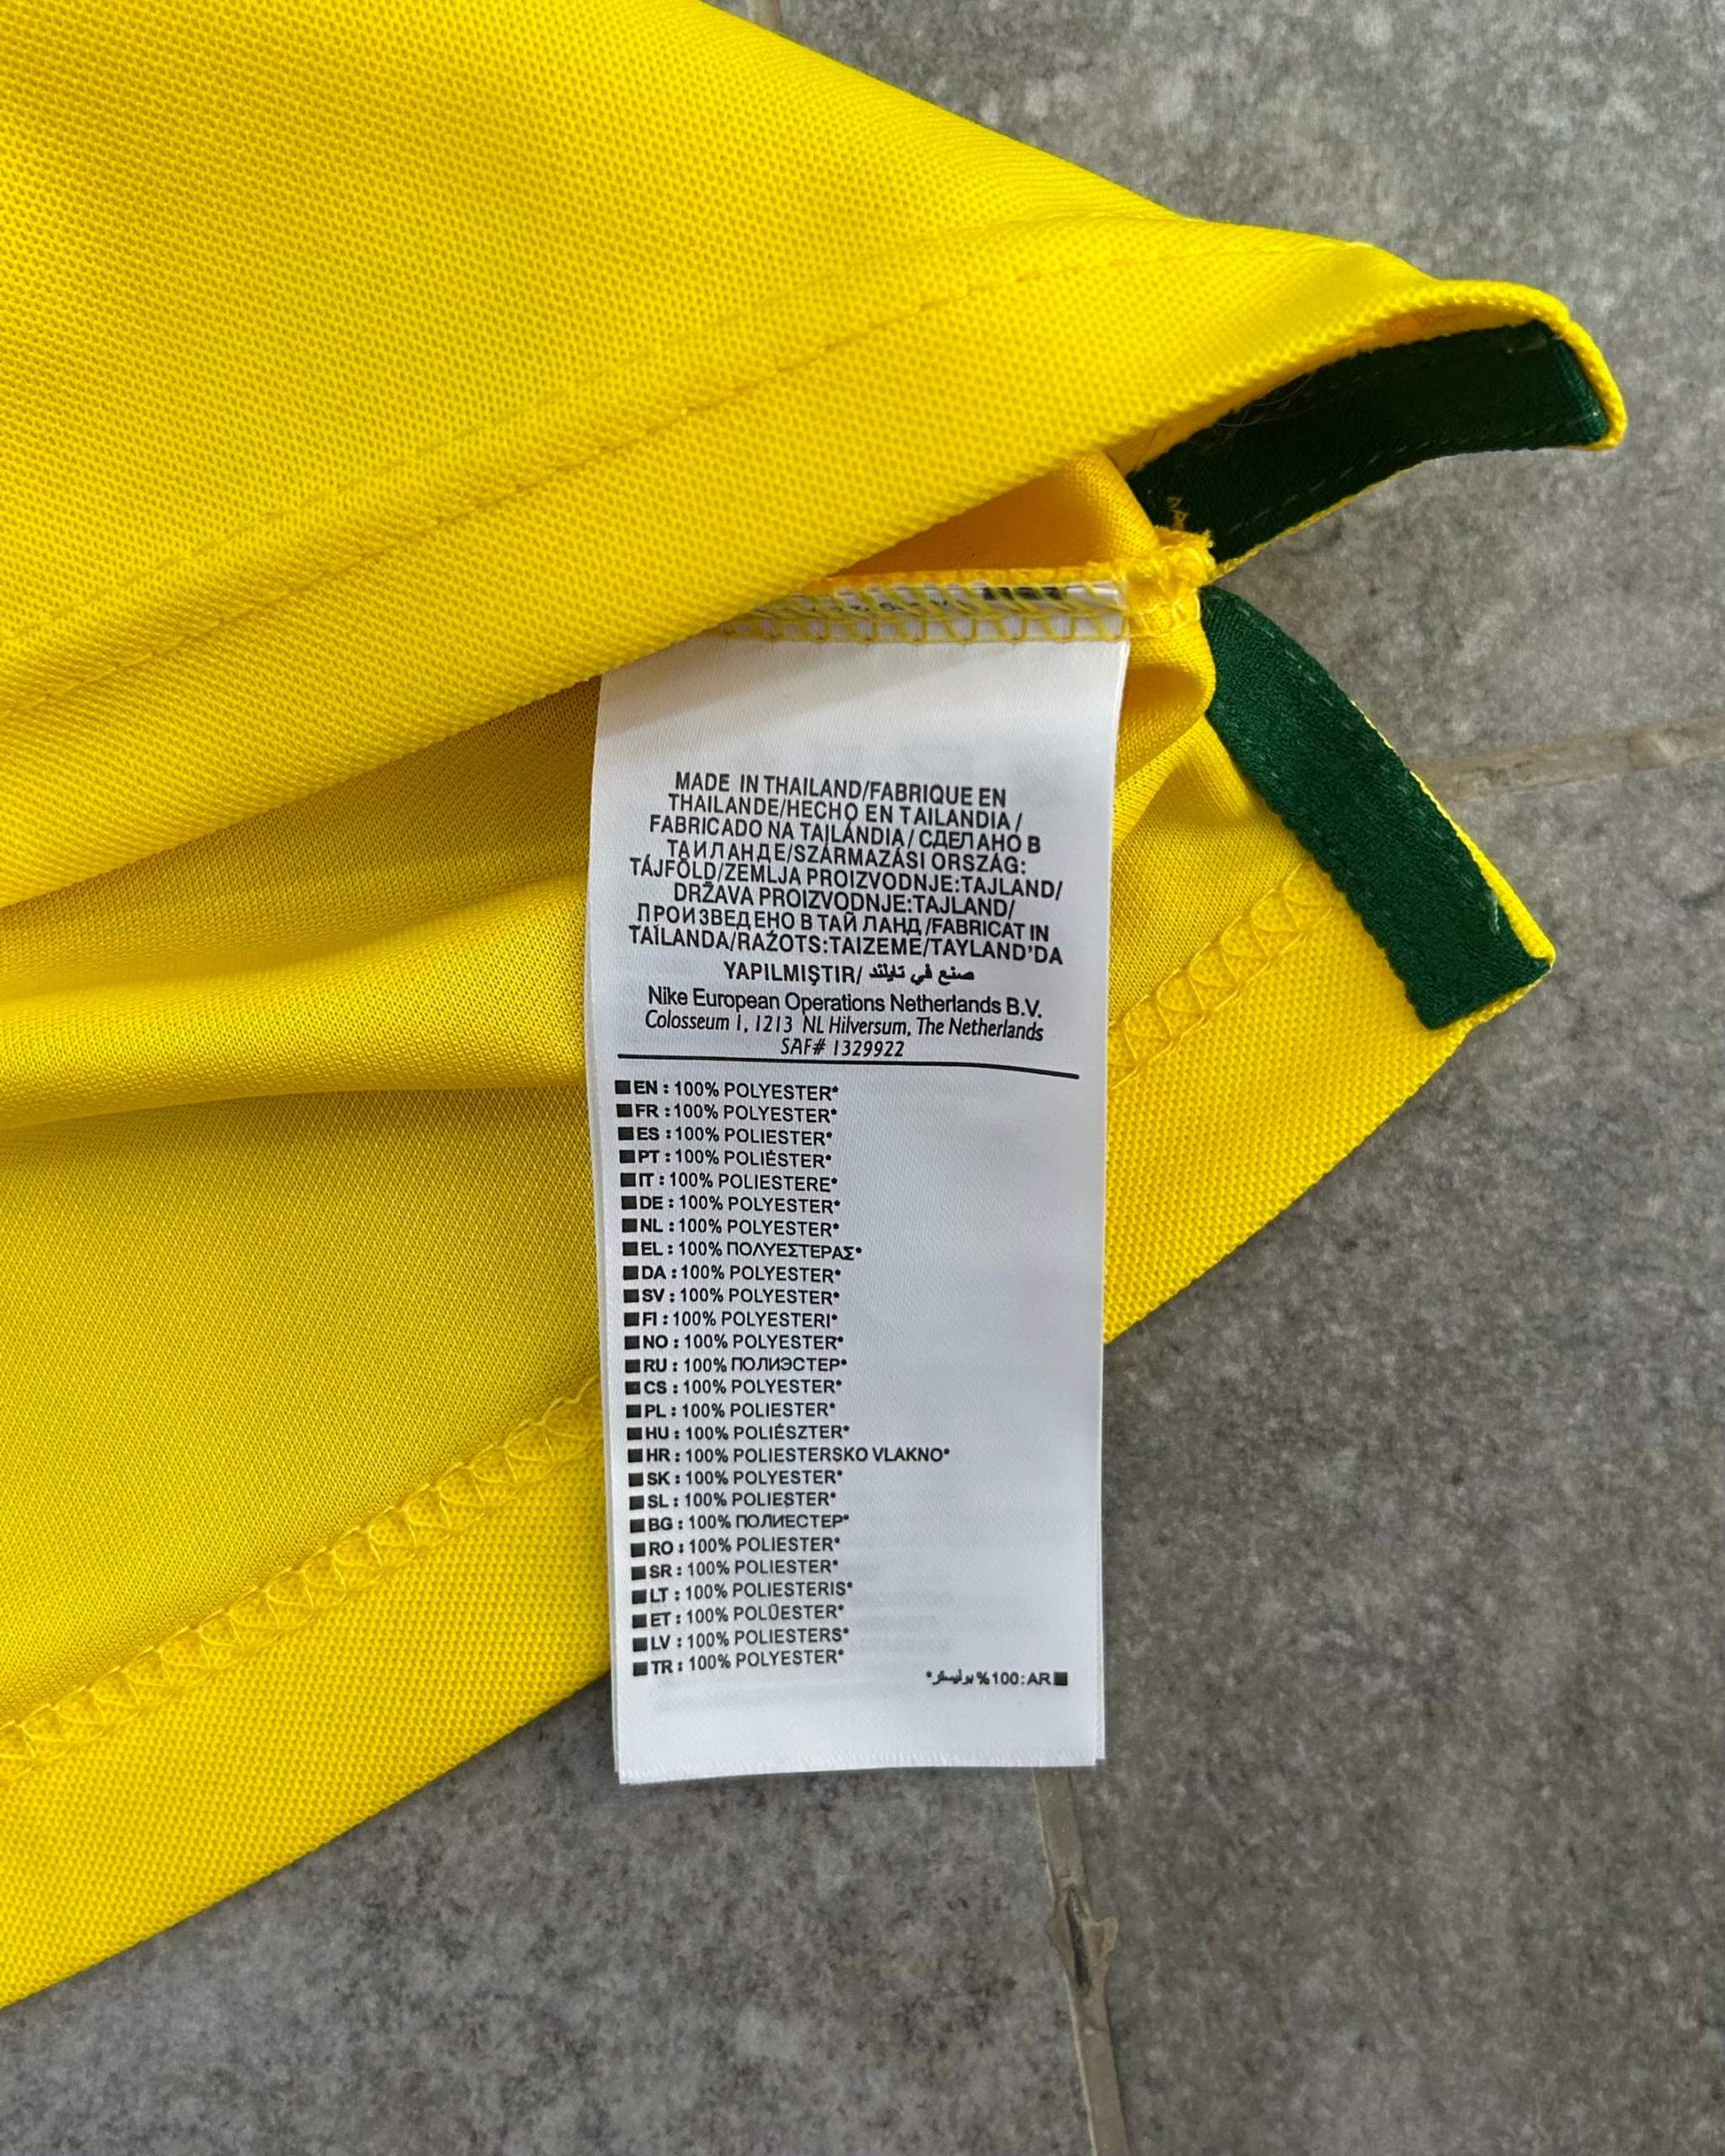 MADE IN THAILAND/FABRIQUE EN
THAILANDE/HECHO EN TAILANDIA/
FABRICADO NA TAILÂNDIA/СДЕЛАНО В
ТАИЛАНДЕ/SZÁRMAZÁSI ORSZÁG:
TÁJFÖLD/ZEMLJA PROIZVODNJE:TAJLAND/
DRŽAVA PROIZVODNJE:TAJLAND/
ПРОИЗВЕДЕНО В ТАЙЛАНД/FABRICAT IN
TAILANDA/RAŽOTS:TAIZEME/TAYLAND'DA
YAPILMIŞTIR/ صنع في تايلند
Nike European Operations Netherlands B.V.
Colosseum 1, 1213 NL Hilversum, The Netherlands
SAF# 1329922
EN : 100% POLYESTER*
FR : 100% POLYESTER*
ES : 100% POLIESTER*
PT : 100% POLIÉSTER*
IT : 100% POLIESTERE*
DE : 100% POLYESTER*
NL : 100% POLYESTER*
EL : 100% ΠΟΛΥΕΣΤΕΡΑΣ*
DA : 100% POLYESTER*
SV : 100% POLYESTER*
FI : 100% POLYESTERI*
NO : 100% POLYESTER*
RU : 100% ПОЛИЭСТЕР*
CS : 100% POLYESTER*
PL : 100% POLIESTER*
HU : 100% POLIÉSZTER*
HR : 100% POLIESTERSKO VLAKNO*
SK : 100% POLYESTER*
SL : 100% POLIESTER*
BG : 100% ПОЛИЕСТЕР*
RO : 100% POLIESTER*
SR : 100% POLIESTER*
LT : 100% POLIESTERIS*
ET : 100% POLÜESTER*
LV : 100% POLIESTERS*
TR : 100% POLYESTER*
AR:100% بوليستر*